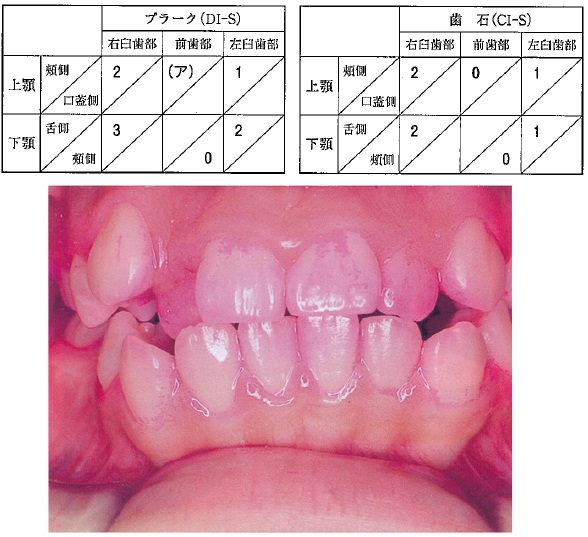 プラーク(DI-S)
右臼歯部 前歯部 左臼歯部
上顎 頬側 口蓋側 2 (ア) 1
下顎 舌側 頬側 3 0 2
歯 石(CI-S)
右臼歯部 前歯部 左臼歯部
上顎 頬側 口蓋側 2 0 1
下顎 舌側 頬側 2 0 1